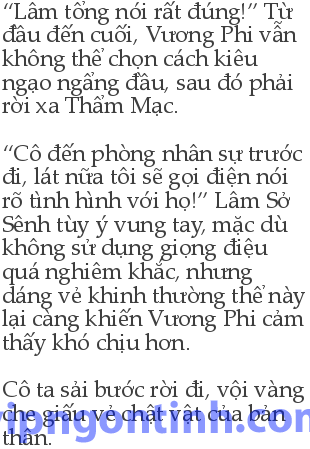 “Lâm tổng nói rất đúng!” Từ
đầu đến cuối, Vương Phi vẫn
không thể chọn cách kiêu
ngạo ngẩng đầu, sau đó phải
rời xa Thẩm Mạc.
“Cô đến phòng nhân sự trước
đi, lát nữa tôi sẽ gọi điện nói
rõ tình hình với họ!” Lâm Sở
Sênh tùy ý vung tay, mặc dù
không sử dụng giọng điệu
quá nghiêm khắc, nhưng
dáng vẻ khinh thường thế này
lại càng khiến Vương Phi cảm
thấy khó chịu hơn.
Cô ta sải bước rời đi, vội vàng
che giấu vẻ chật vật của bản
thân.
vipngontinh.com